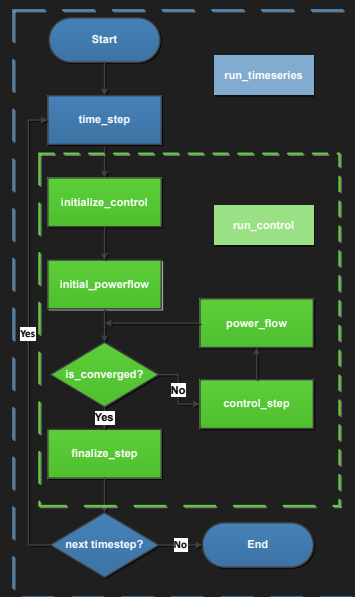 Start
run_timeseries
time_step
initialize_control
run_control
initial_powerflow
power_flow
Yes
is_converged?
No
control_step
Yes
finalize_step
next timestep?
No
End